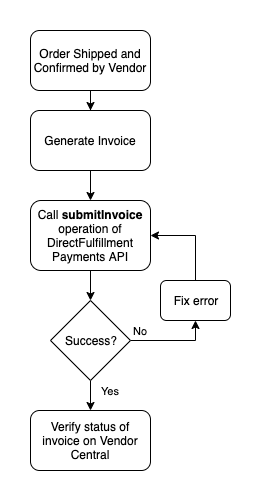 Order Shipped and
Confirmed by Vendor
Generate Invoice
Call submitInvoice
operation of
DirectFulfillment
Payments API
Fix error
Success?
No
Yes
Verify status of
invoice on Vendor
Central